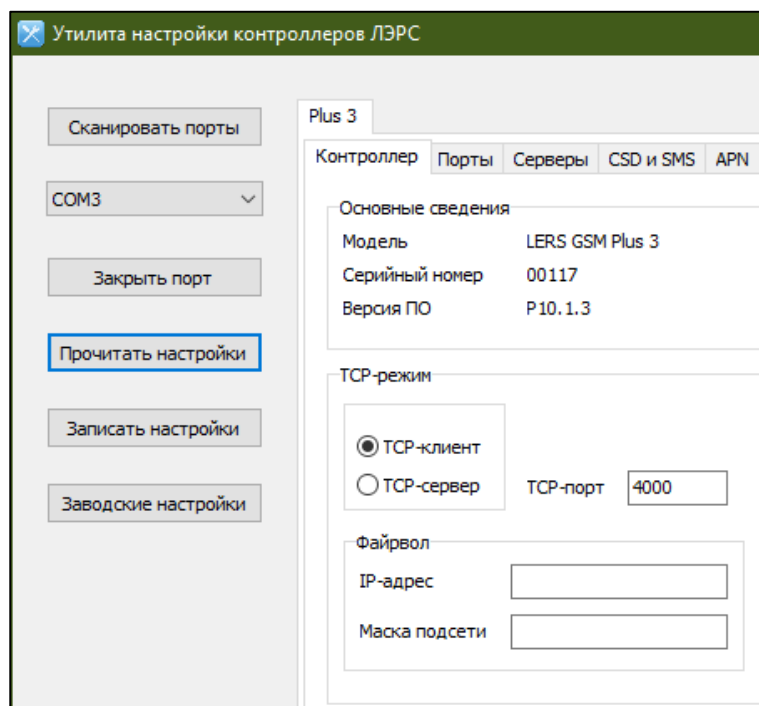 Утилита настройки контроллеров ЛЭРС
Сканировать порты
COM3
Закрыть порт
Прочитать настройки
Записать настройки
Заводские настройки
Plus 3
Контроллер Порты Серверы CSD и SMS APN
Основные сведения
Модель LERS GSM Plus 3
Серийный номер 00117
Версия ПО P10.1.3
TCP-режим
TCP-клиент
TCP-сервер TCP-порт 4000
Файрвол
IP-адрес
Маска подсети